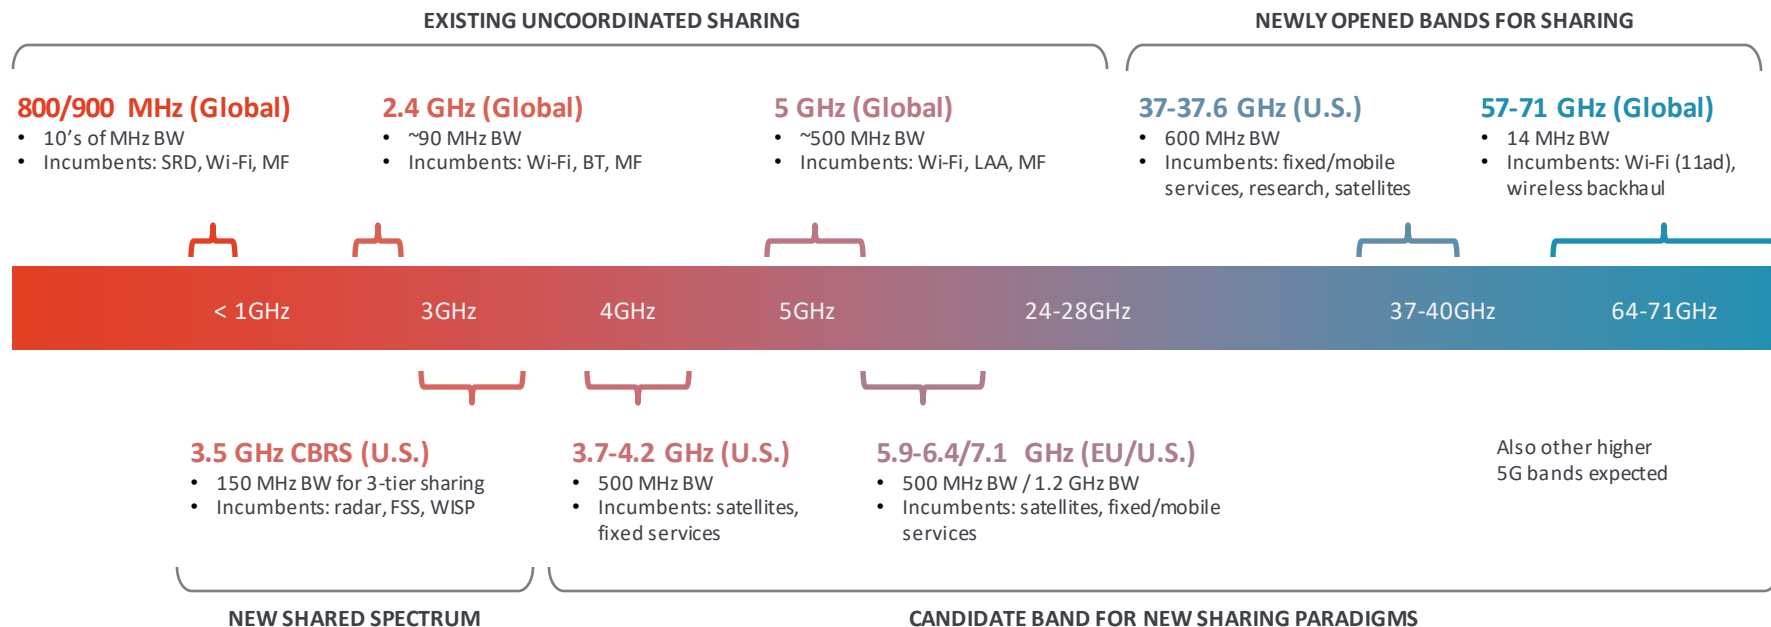 EXISTING UNCOORDINATED SHARING
NEWLY OPENED BANDS FOR SHARING
800/900 MHz (Global)
• 10's of MHz BW
• Incumbents: SRD, Wi-Fi, MF
2.4 GHz (Global)
• ~90 MHz BW
• Incumbents: Wi-Fi, BT, MF
5 GHz (Global)
• ~500 MHz BW
• Incumbents: Wi-Fi, LAA, MF
37-37.6 GHz (U.S.)
• 600 MHz BW
• Incumbents: fixed/mobile
services, research, satellites
57-71 GHz (Global)
• 14 MHz BW
• Incumbents: Wi-Fi (11ad),
wireless backhaul
< 1GHz
3GHz
4GHz
5GHz
24-28GHz
37-40GHz
64-71GHz
3.5 GHz CBRS (U.S.)
• 150 MHz BW for 3-tier sharing
• Incumbents: radar, FSS, WISP
3.7-4.2 GHz (U.S.)
• 500 MHz BW
• Incumbents: satellites,
fixed services
5.9-6.4/7.1 GHz (EU/U.S.)
• 500 MHz BW / 1.2 GHz BW
• Incumbents: satellites, fixed/mobile
services
Also other higher
5G bands expected
NEW SHARED SPECTRUM
CANDIDATE BAND FOR NEW SHARING PARADIGMS